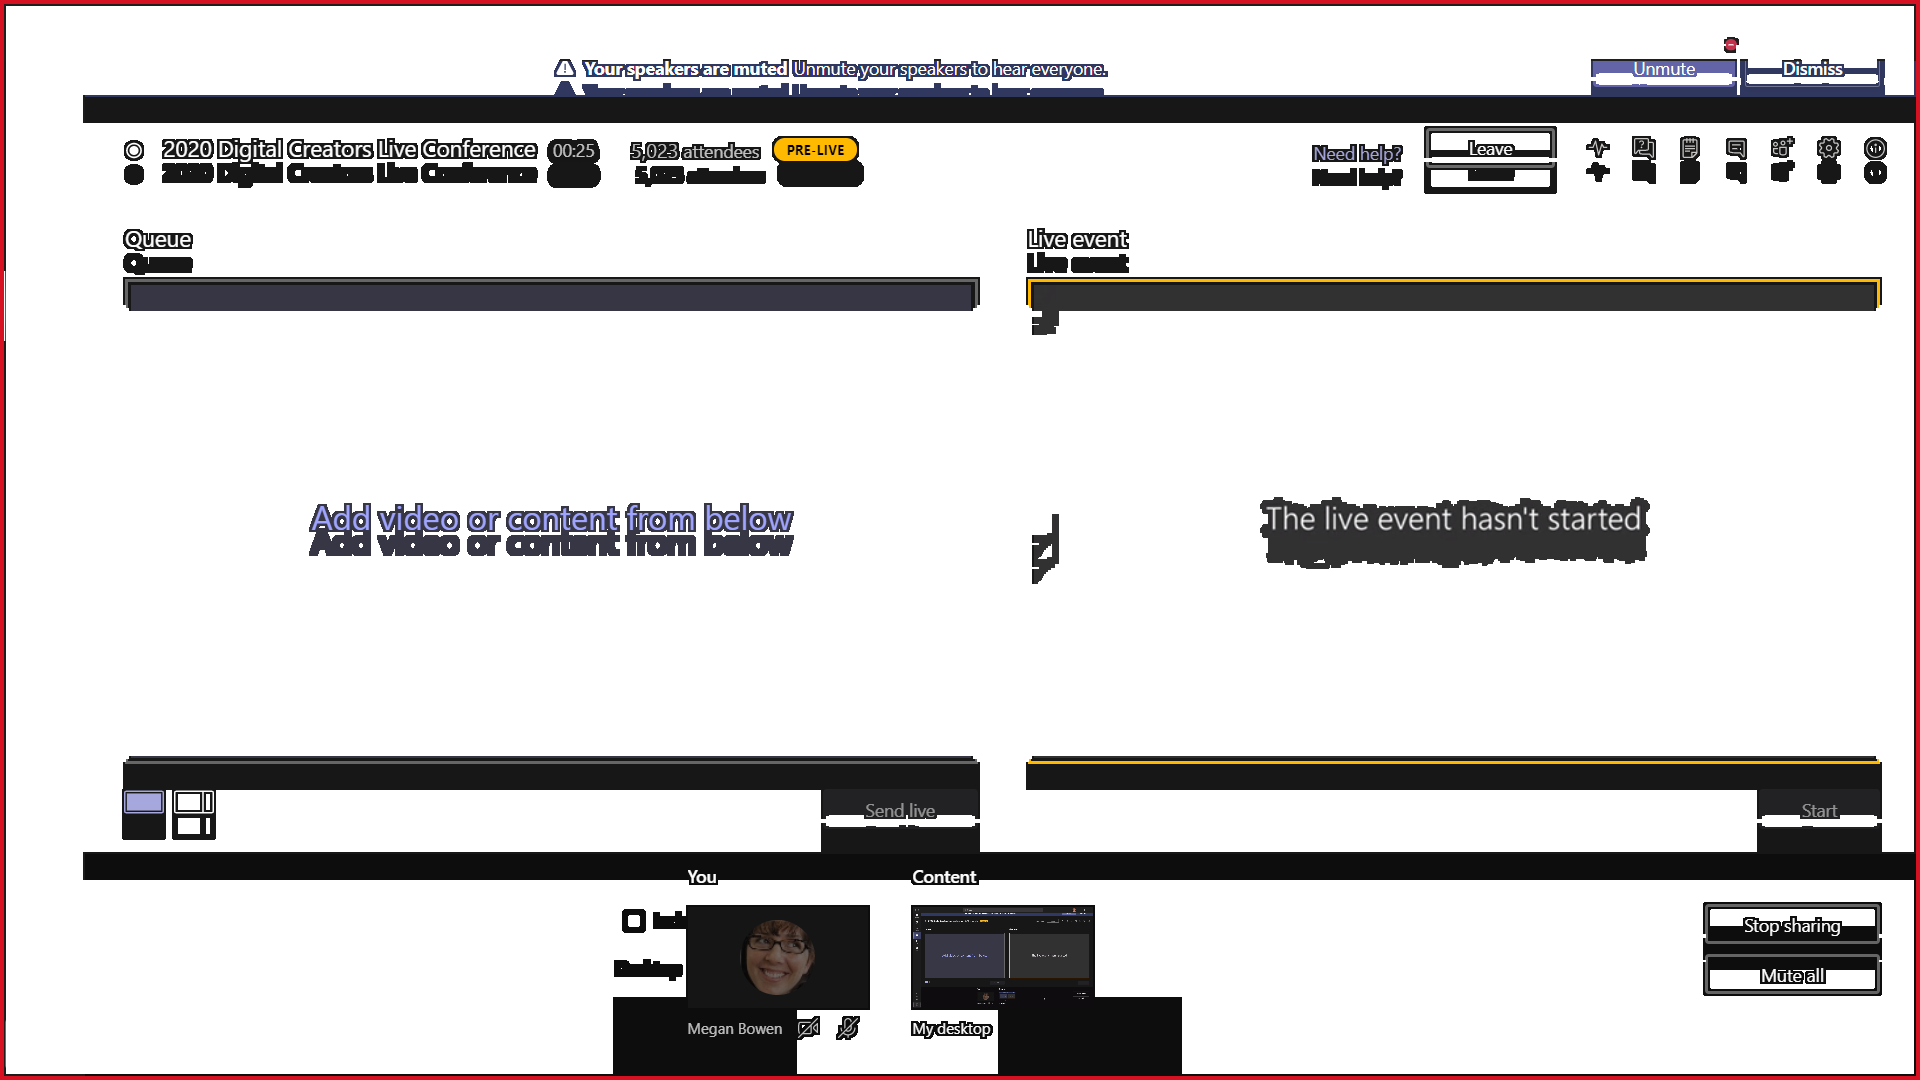 Your speakers are muted Unmute your speakers to hear everyone.
Unmute
Dismiss
2020 Digital Creators Live Conference
00:25
5,023 attendees
PRE-LIVE
Need help?
Leave
Queue
Live event
Add video or content from below
The live event hasn't started
Send live
Start
You
Content
Stop sharing
Mute all
Megan Bowen
My desktop